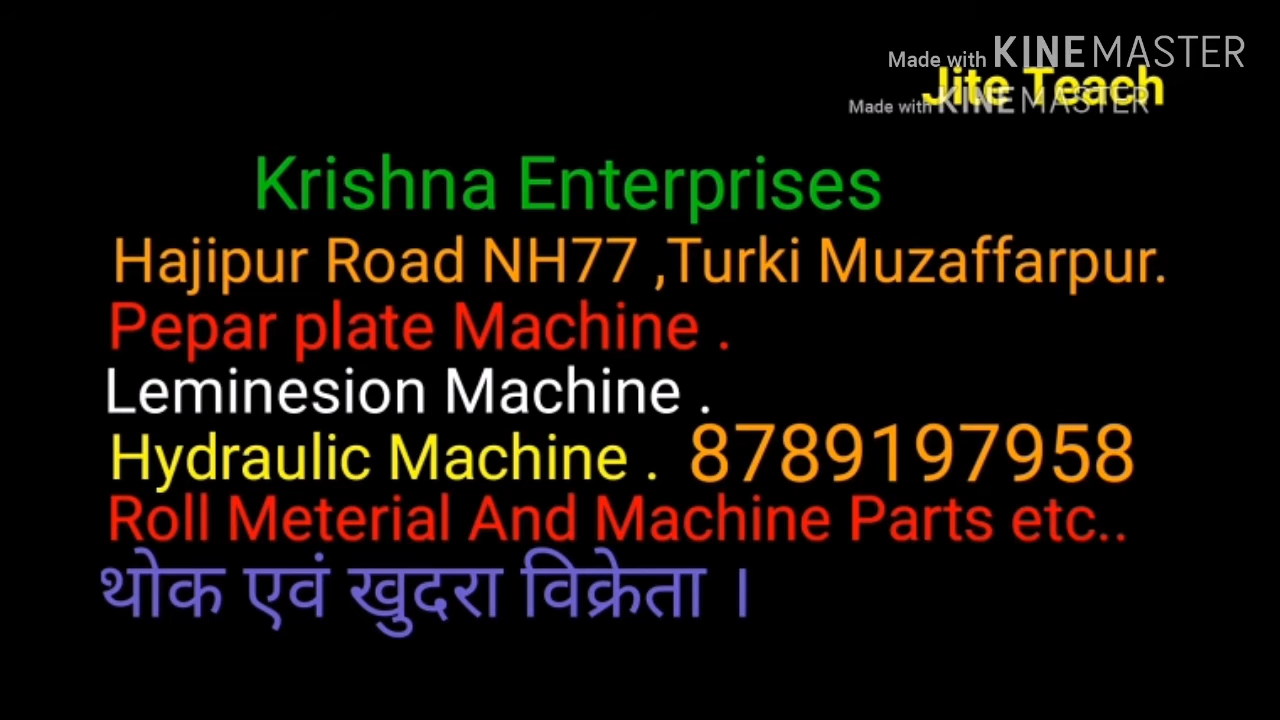 Made with KINEMASTER
Jite Teach
Made with KINEMASTER
Krishna Enterprises
Hajipur Road NH77 ,Turki Muzaffarpur.
Pepar plate Machine .
Leminesion Machine .
Hydraulic Machine . 8789197958
Roll Meterial And Machine Parts etc..
थोक एवं खुदरा विक्रेता ।